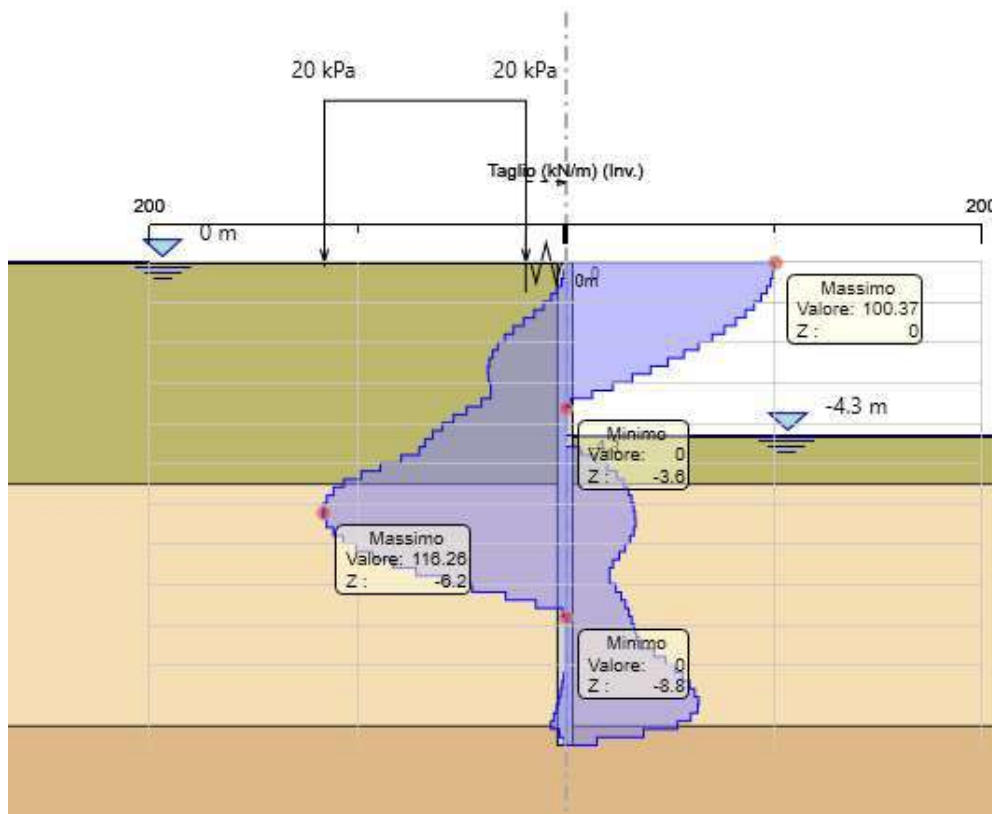 20 kPa 20 kPa
Taglio (kN/m) (Inv.)
200 200
0 m
0
0m
Massimo
Valore: 100.37
Z : 0
-4.3 m
Minimo
Valore: 0
Z : -3.6
Massimo
Valore: 116.26
Z : -6.2
Minimo
Valore: 0
Z : -8.8